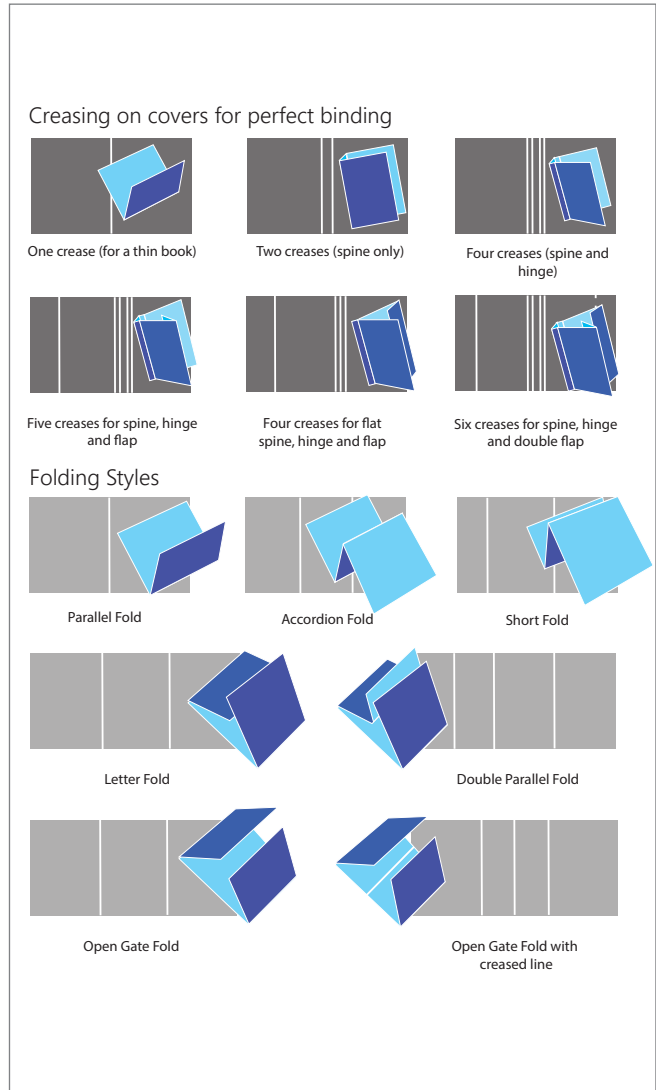 Creasing on covers for perfect binding
One crease (for a thin book)
Two creases (spine only)
Four creases (spine and
hinge)
Five creases for spine, hinge
and flap
Four creases for flat
spine, hinge and flap
Six creases for spine, hinge
and double flap
Folding Styles
Parallel Fold
Accordion Fold
Short Fold
Letter Fold
Double Parallel Fold
Open Gate Fold
Open Gate Fold with
creased line